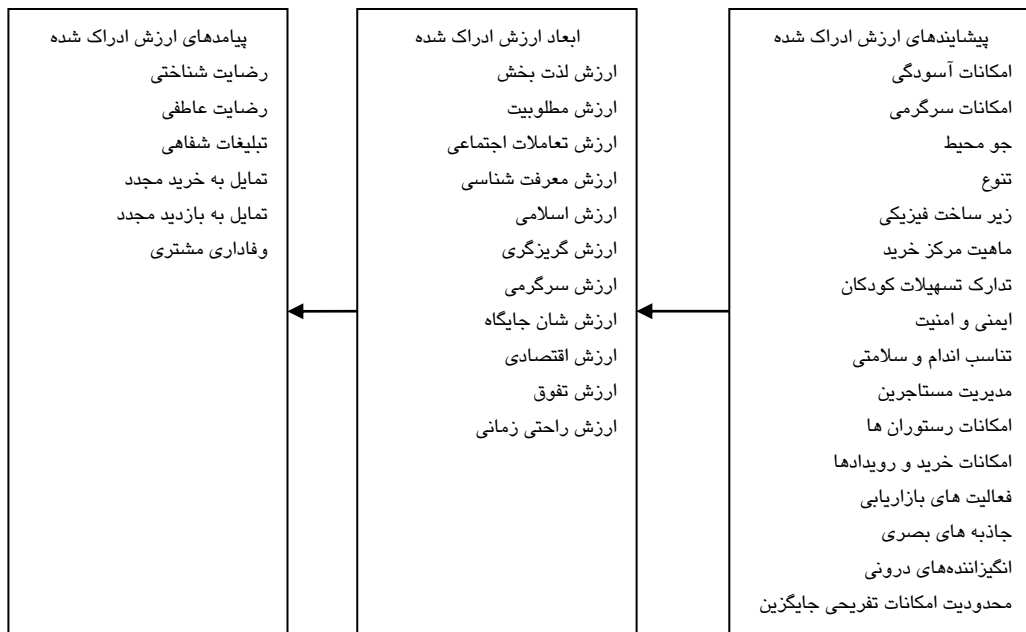 پیشایندهای ارزش ادراک شده
امکانات آسودگی
امکانات سرگرمی
جو محیط
تنوع
زیر ساخت فیزیکی
ماهیت مرکز خرید
تدارک تسهیلات کودکان
ایمنی و امنیت
تناسب اندام و سلامتی
مدیریت مستاجرین
امکانات رستوران ها
امکانات خرید و رویدادها
فعالیت های بازاریابی
جاذبه های بصری
انگیزاننده‌های درونی
محدودیت امکانات تفریحی جایگزین
ابعاد ارزش ادراک شده
ارزش لذت بخش
ارزش مطلوبیت
ارزش تعاملات اجتماعی
ارزش معرفت شناسی
ارزش اسلامی
ارزش گریزگری
ارزش سرگرمی
ارزش شان جایگاه
ارزش اقتصادی
ارزش تفوق
ارزش راحتی زمانی
پیامدهای ارزش ادراک شده
رضایت شناختی
رضایت عاطفی
تبلیغات شفاهی
تمایل به خرید مجدد
تمایل به بازدید مجدد
وفاداری مشتری